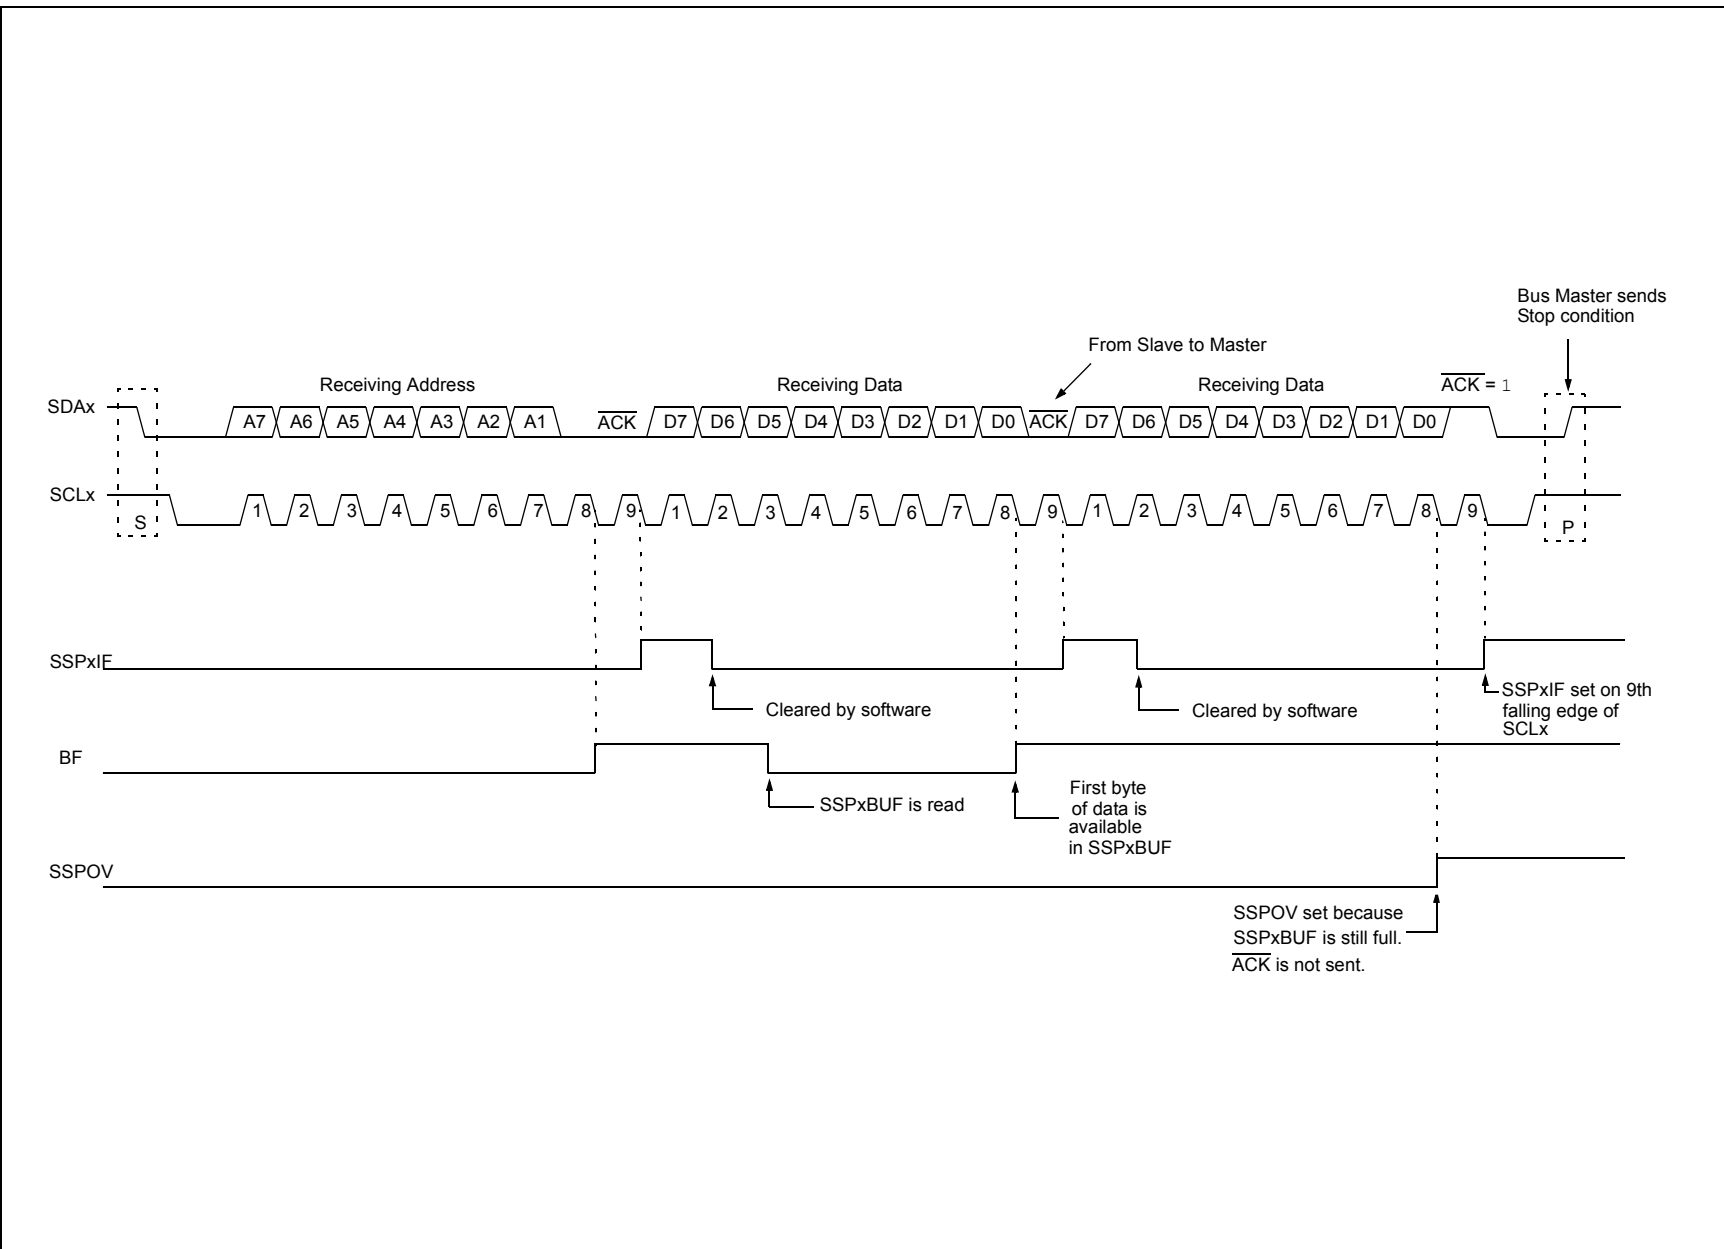 Bus Master sends
Stop condition
From Slave to Master
Receiving Address
Receiving Data
Receiving Data
ACK = 1
SDAx
A7 A6 A5 A4 A3 A2 A1 ACK D7 D6 D5 D4 D3 D2 D1 D0 ACK D7 D6 D5 D4 D3 D2 D1 D0
SCLx
S
1 2 3 4 5 6 7 8 9 1 2 3 4 5 6 7 8 9 1 2 3 4 5 6 7 8 9
P
SSPxIF
Cleared by software
Cleared by software
SSPxIF set on 9th
falling edge of
SCLx
BF
SSPxBUF is read
First byte
of data is
available
in SSPxBUF
SSPOV
SSPOV set because
SSPxBUF is still full.
ACK is not sent.